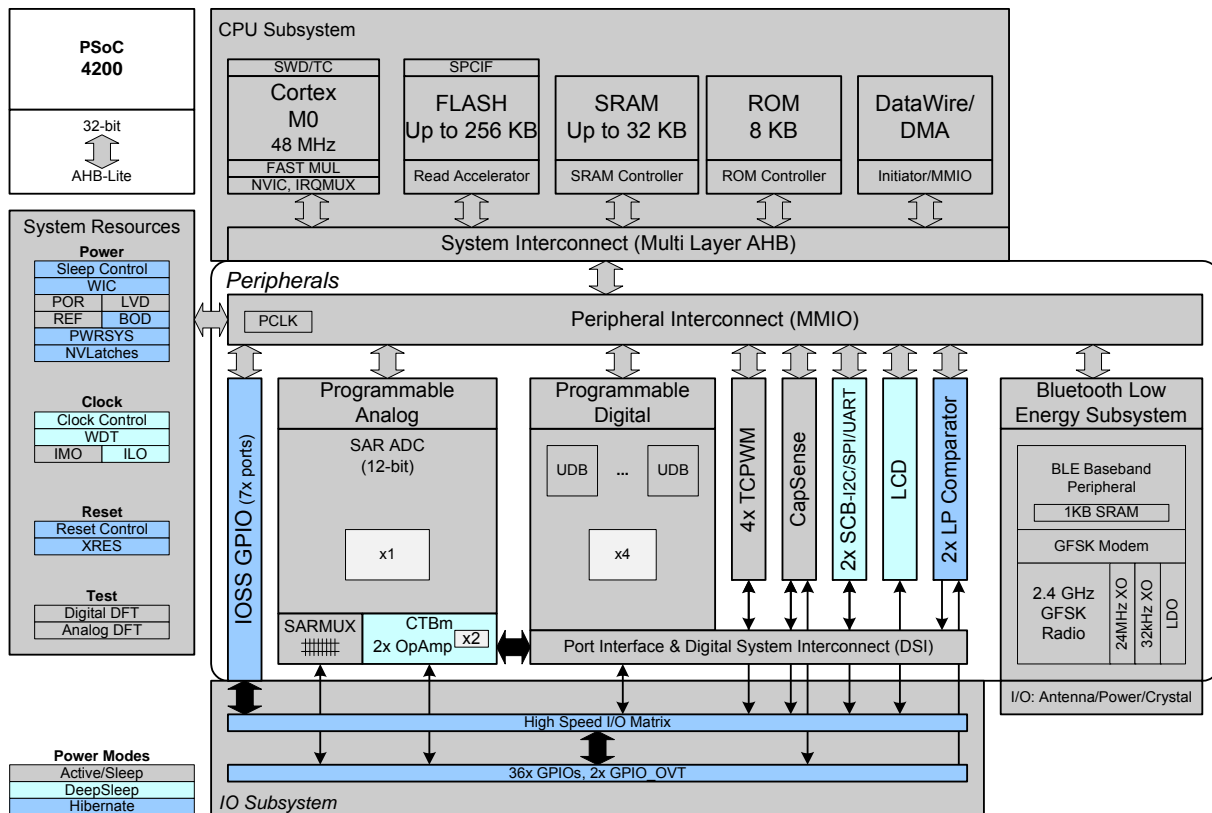 PSoC
4200
32-bit
AHB-Lite
CPU Subsystem
SWD/TC
Cortex
M0
48 MHz
FAST MUL
NVIC, IRQMUX
SPCIF
FLASH
Up to 256 KB
Read Accelerator
SRAM
Up to 32 KB
SRAM Controller
ROM
8 KB
ROM Controller
DataWire/
DMA
Initiator/MMIO
System Interconnect (Multi Layer AHB)
System Resources
Power
Sleep Control
WIC
POR
LVD
REF
BOD
PWRSYS
NVLatches
Clock
Clock Control
WDT
IMO
ILO
Reset
Reset Control
XRES
Test
Digital DFT
Analog DFT
Peripherals
PCLK
Peripheral Interconnect (MMIO)
IOSS GPIO (7x ports)
Programmable
Analog
SAR ADC
(12-bit)
x1
SARMUX
CTBm
2x OpAmp
x2
Programmable
Digital
UDB
...
UDB
x4
4x TCPWM
CapSense
2x SCB-I2C/SPI/UART
LCD
2x LP Comparator
Port Interface & Digital System Interconnect (DSI)
Bluetooth Low
Energy Subsystem
BLE Baseband
Peripheral
1KB SRAM
GFSK Modem
2.4 GHz
GFSK
Radio
24MHz XO
32kHz XO
LDO
I/O: Antenna/Power/Crystal
High Speed I/O Matrix
36x GPIOs, 2x GPIO_OVT
IO Subsystem
Power Modes
Active/Sleep
DeepSleep
Hibernate